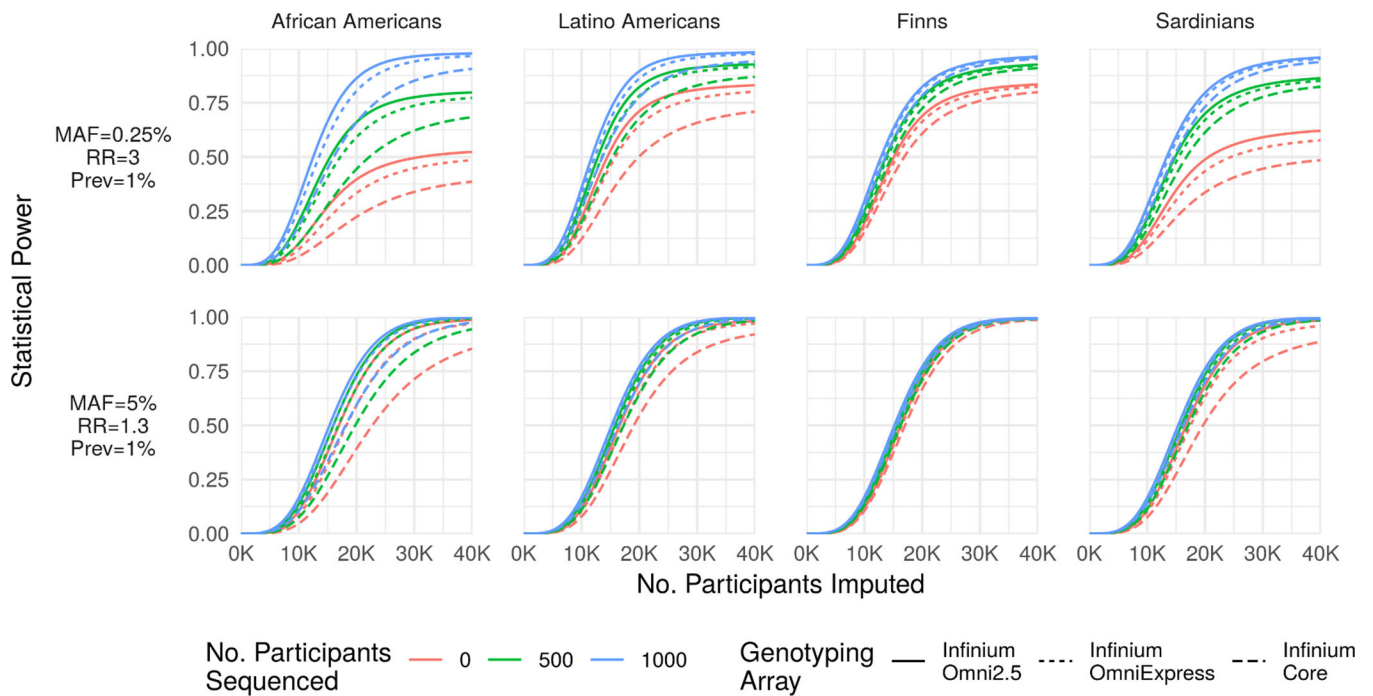 African Americans
Latino Americans
Finns
Sardinians
Statistical Power
MAF=0.25%
RR=3
Prev=1%
1.00
0.75
0.50
0.25
0.00
MAF=5%
RR=1.3
Prev=1%
1.00
0.75
0.50
0.25
0.00
0K 10K 20K 30K 40K
0K 10K 20K 30K 40K
0K 10K 20K 30K 40K
0K 10K 20K 30K 40K
No. Participants Imputed
No. Participants
Sequenced
0
500
1000
Genotyping
Array
Infinium
Omni2.5
Infinium
OmniExpress
Infinium
Core